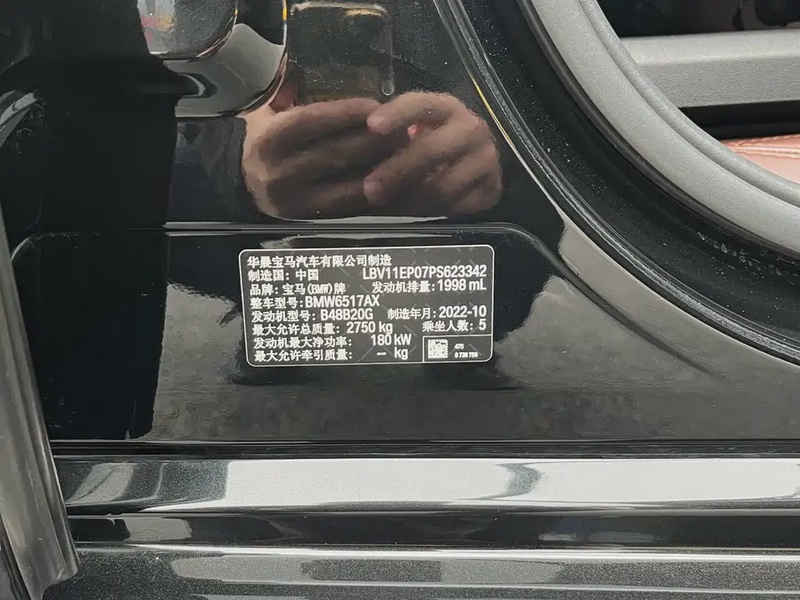 华晨宝马汽车有限公司制造
制造国：中国 LBV11EP07PS623342
品牌：宝马(BMW)牌 发动机排量：1998 mL
整车型号：BMW6517AX
发动机型号：B48B20G 制造年月：2022-10
最大允许总质量：2750 kg 乘坐人数：5
发动机最大净功率：180 kW
最大允许牵引质量：-- kg
475